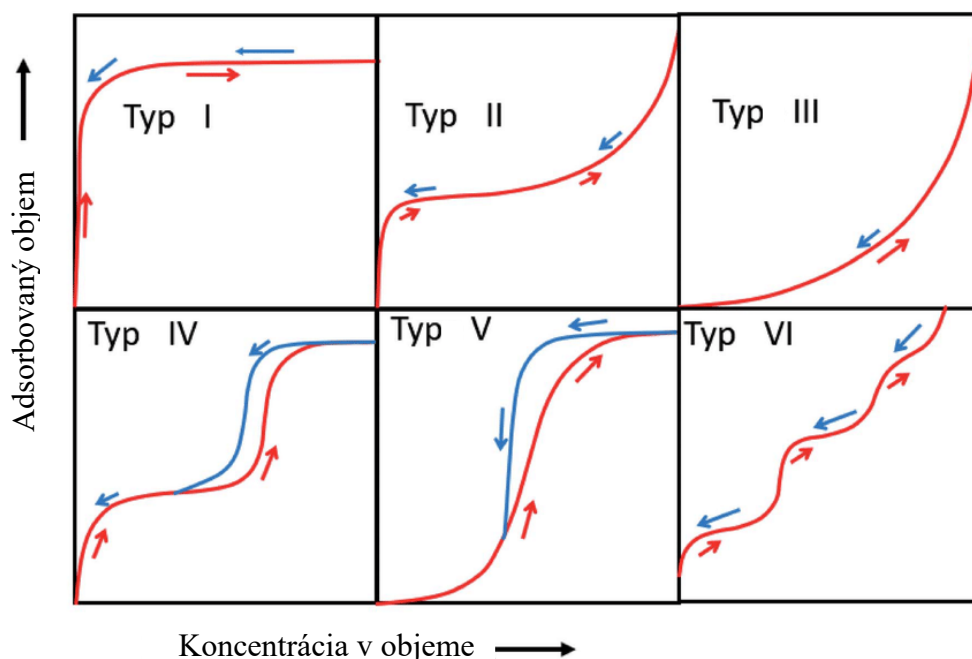 Adsorbovaný objem
Typ I
Typ II
Typ III
Typ IV
Typ V
Typ VI
Koncentrácia v objeme